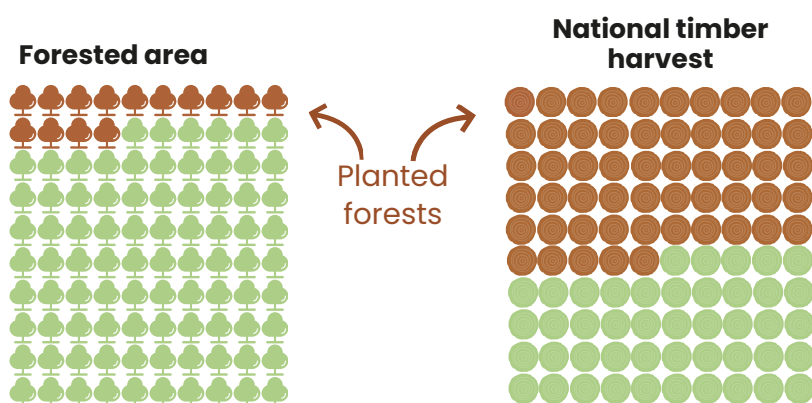 Forested area
National timber
harvest
Planted
forests